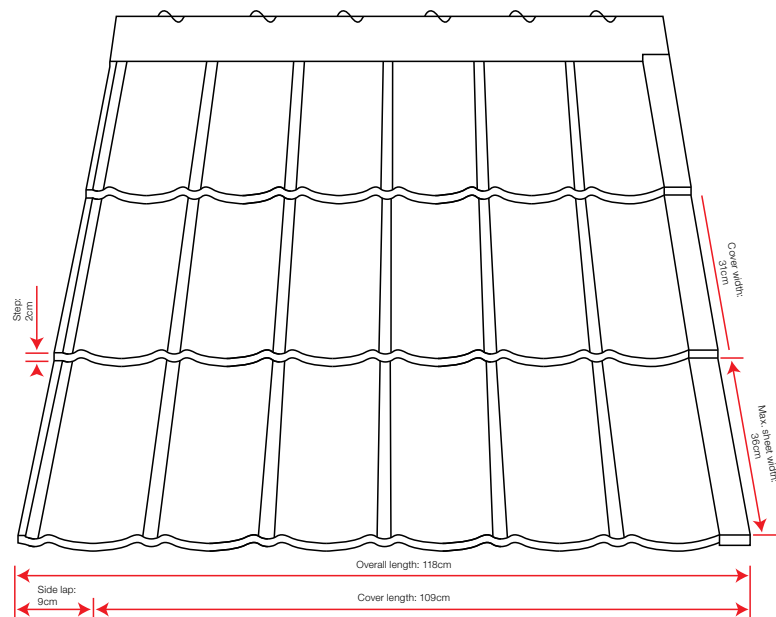 Cover width:
31cm
Step:
2cm
Max. sheet width:
36cm
Overall length: 118cm
Side lap:
9cm
Cover length: 109cm